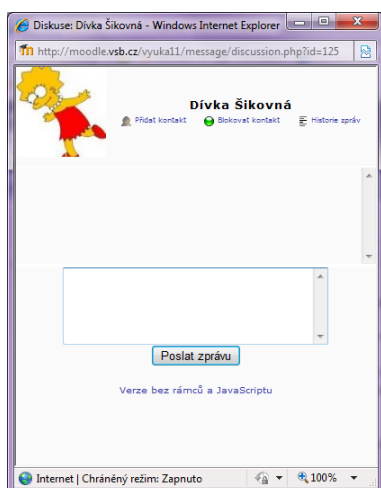 Diskuse: Dívka Šikovná - Windows Internet Explorer
http://moodle.vsb.cz/vyuka11/message/discussion.php?id=125
Dívka Šikovná
Přidat kontakt Blokovat kontakt Historie zpráv
Poslat zprávu
Verze bez rámců a JavaScriptu
Internet | Chráněný režim: Zapnuto 100%